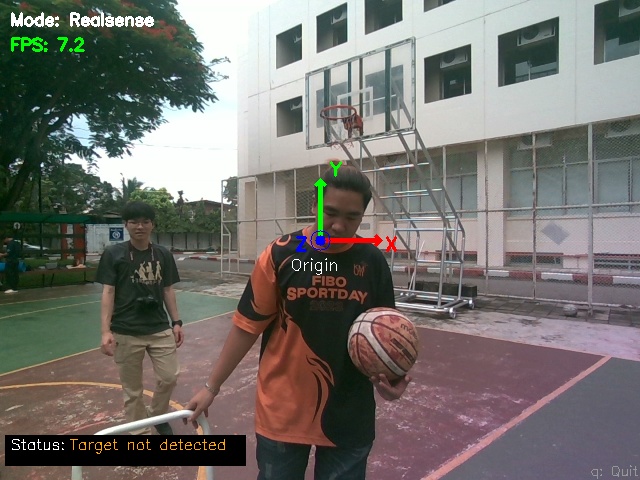 Mode: Realsense
FPS: 7.2
Y
Z
X
Origin
FIBO
SPORTDAY
Status: Target not detected
q: Quit